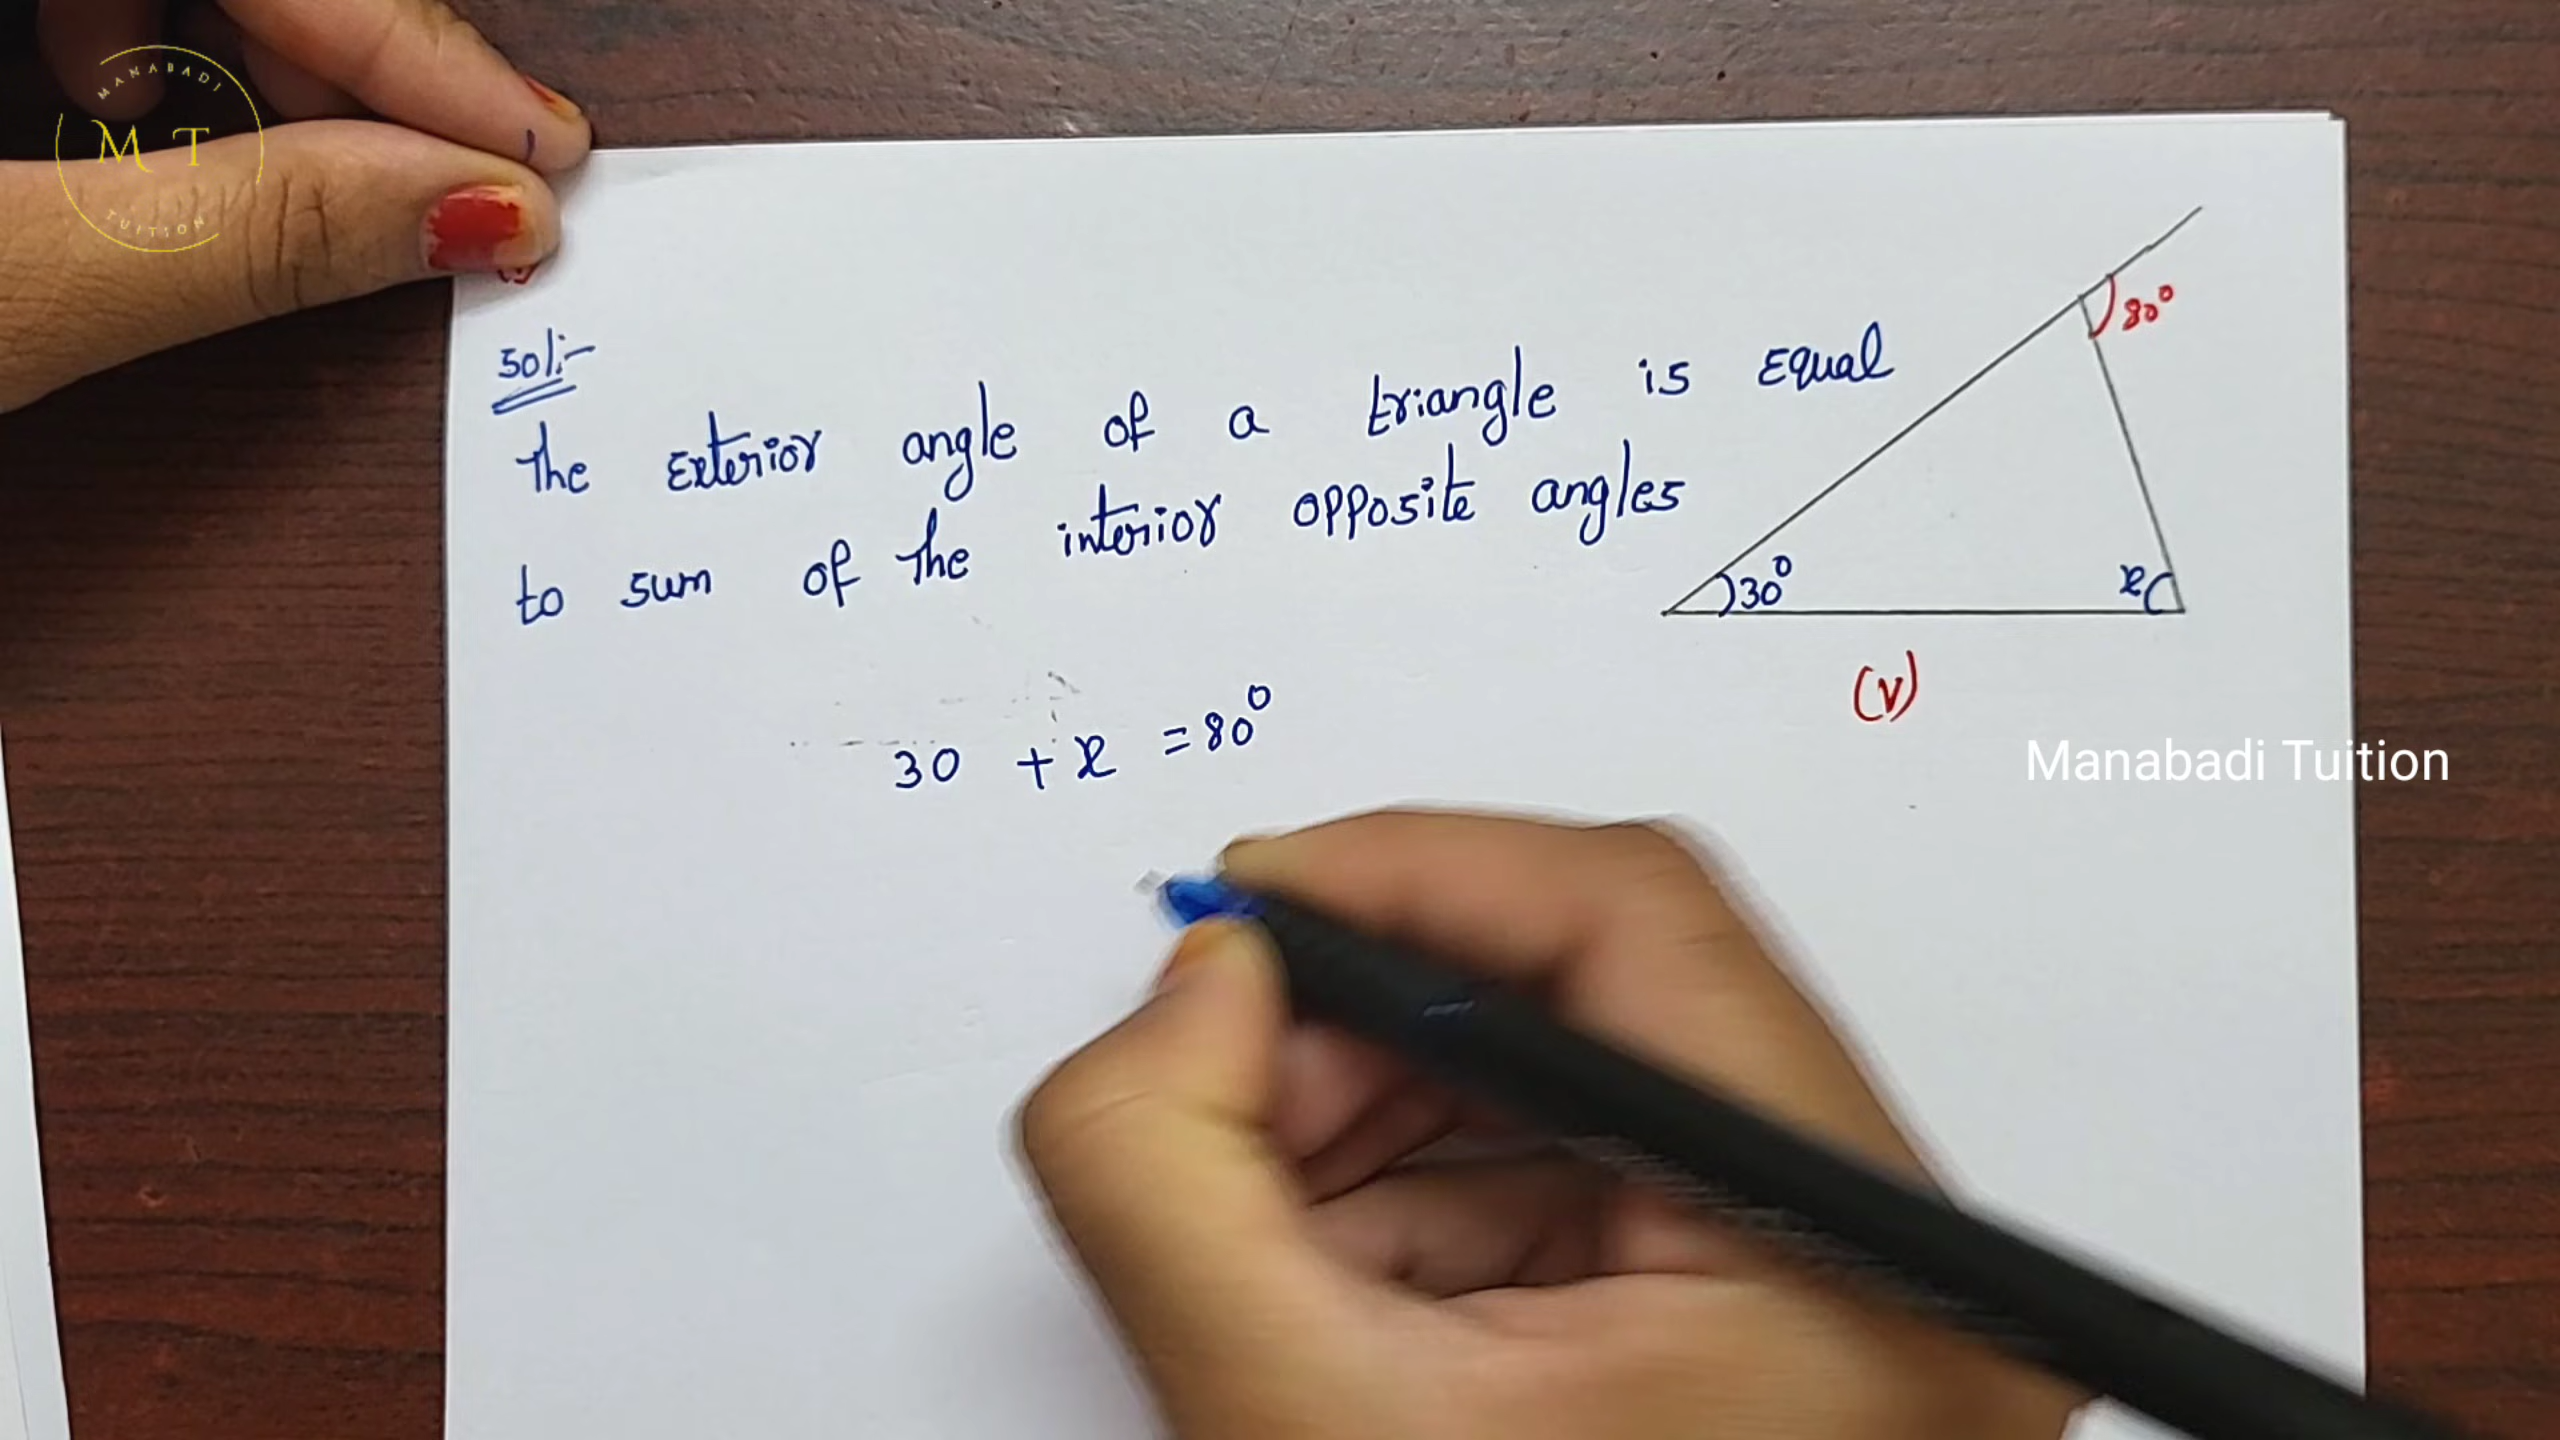 MANABADI
M T
TUITION
Sol:-
The Exterior angle of a triangle is Equal
to sum of the interior opposite angles
30 + x = 80°
80°
30°
x
(v)
Manabadi Tuition